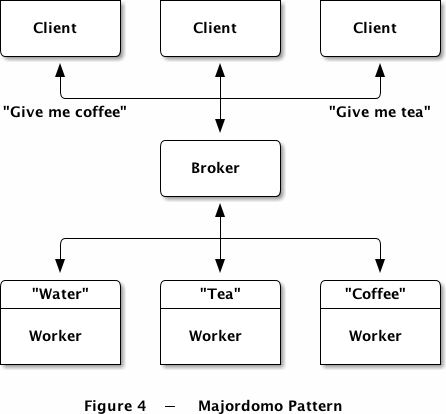 Client Client Client
"Give me coffee" "Give me tea"
Broker
"Water" "Tea" "Coffee"
Worker Worker Worker
Figure 4 — Majordomo Pattern